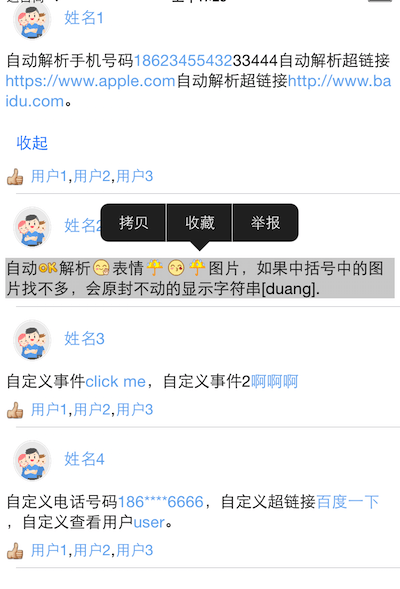 姓名1
自动解析手机号码1862345543233444自动解析超链接
https://www.apple.com自动解析超链接http://www.ba
idu.com。
收起
用户1,用户2,用户3
拷贝 收藏 举报
姓名2
自动OK解析表情图片，如果中括号中的图
片找不多，会原封不动的显示字符串[duang].
姓名3
自定义事件click me，自定义事件2啊啊啊
用户1,用户2,用户3
姓名4
自定义电话号码186****6666，自定义超链接百度一下
，自定义查看用户user。
用户1,用户2,用户3